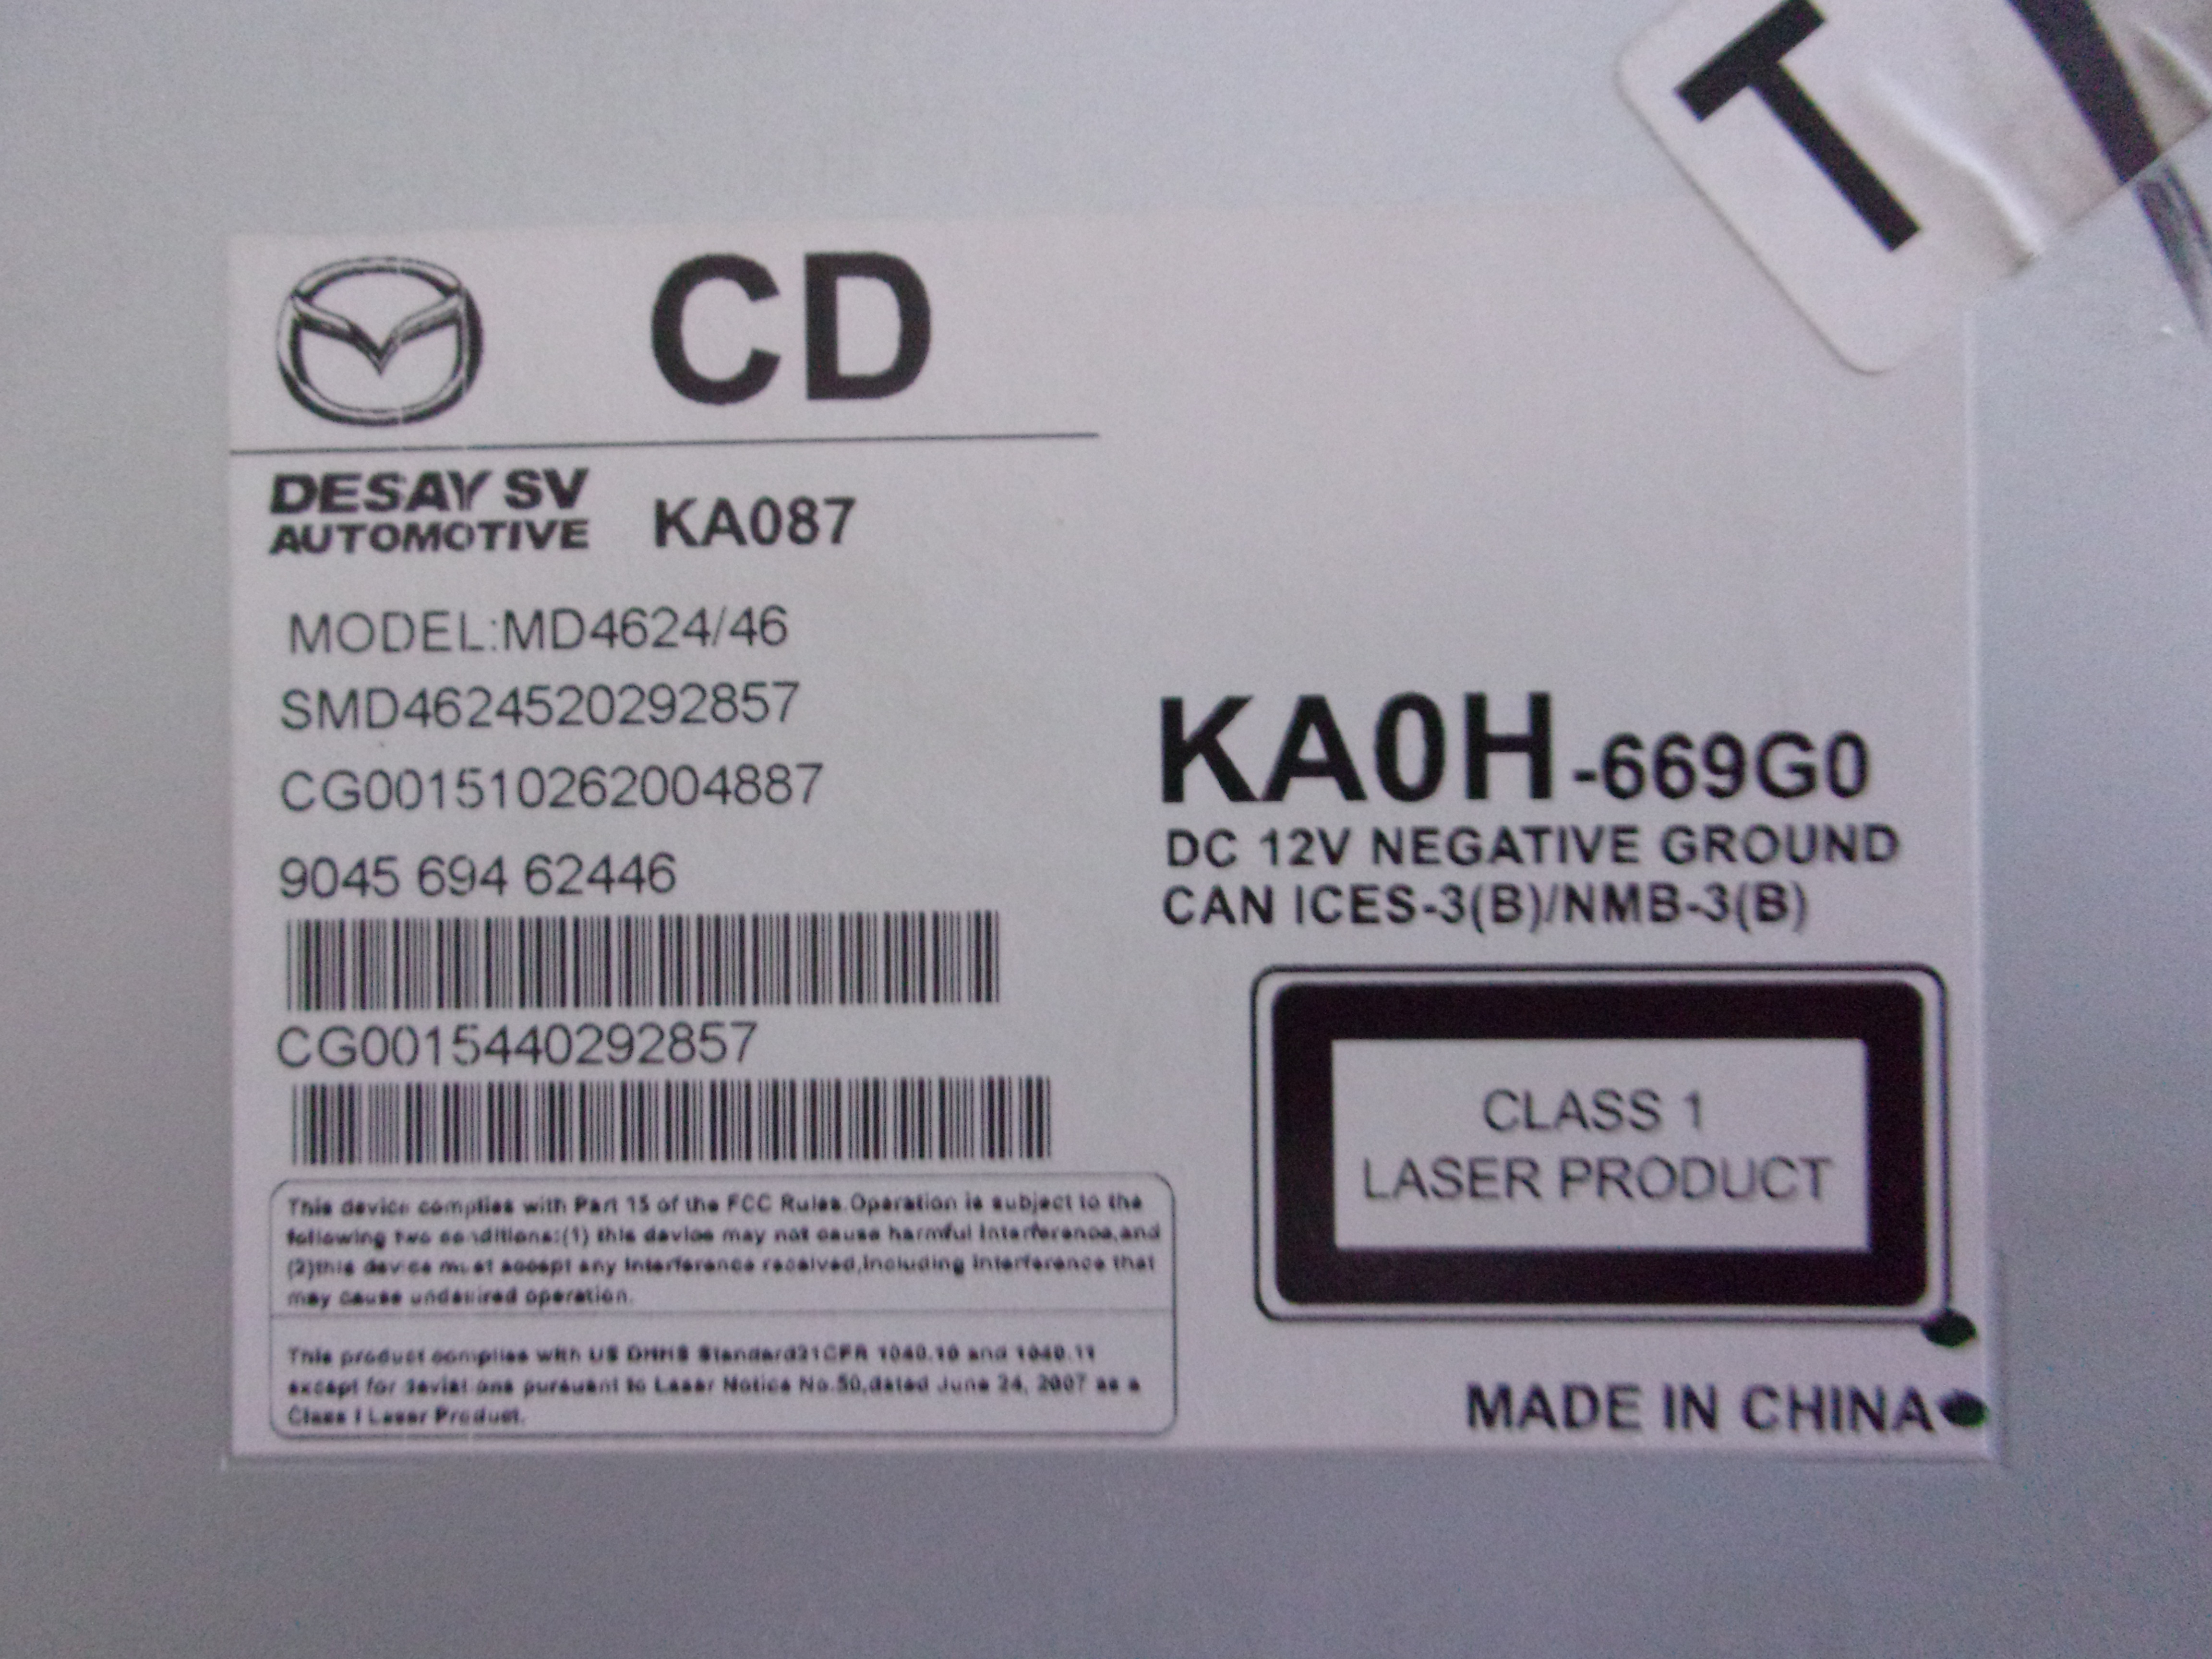 T
CD
DESAY SV
AUTOMOTIVE
KA087
MODEL:MD4624/46
SMD4624520292857
CG001510262004887
9045 694 62446
CG0015440292857
KA0H-669G0
DC 12V NEGATIVE GROUND
CAN ICES-3(B)/NMB-3(B)
CLASS 1
LASER PRODUCT
This device complies with Part 15 of the FCC Rules.Operation is subject to the
following two conditions:(1) this device may not cause harmful interference,and
(2)this device must accept any interference received,including interference that
may cause undesired operation.
This product complies with US DHHS Standard21CFR 1040.10 and 1040.11
except for deviations pursuant to Laser Notice No.50,dated June 24, 2007 as a
Class I Laser Product.
MADE IN CHINA